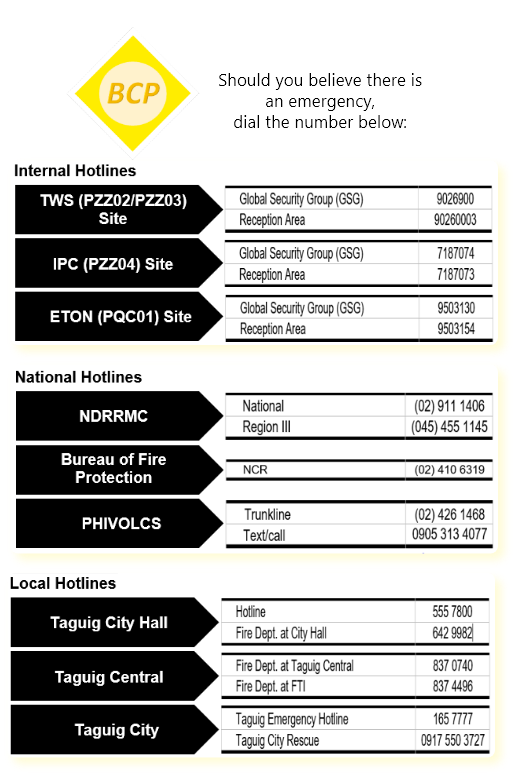 BCP
Should you believe there is
an emergency,
dial the number below:
Internal Hotlines
TWS (PZZ02/PZZ03)
Site
Global Security Group (GSG) 9026900
Reception Area 90260003
IPC (PZZ04) Site
Global Security Group (GSG) 7187074
Reception Area 7187073
ETON (PQC01) Site
Global Security Group (GSG) 9503130
Reception Area 9503154
National Hotlines
NDRRMC
National (02) 911 1406
Region III (045) 455 1145
Bureau of Fire
Protection
NCR (02) 410 6319
PHIVOLCS
Trunkline (02) 426 1468
Text/call 0905 313 4077
Local Hotlines
Taguig City Hall
Hotline 555 7800
Fire Dept. at City Hall 642 9982
Taguig Central
Fire Dept. at Taguig Central 837 0740
Fire Dept. at FTI 837 4496
Taguig City
Taguig Emergency Hotline 165 7777
Taguig City Rescue 0917 550 3727